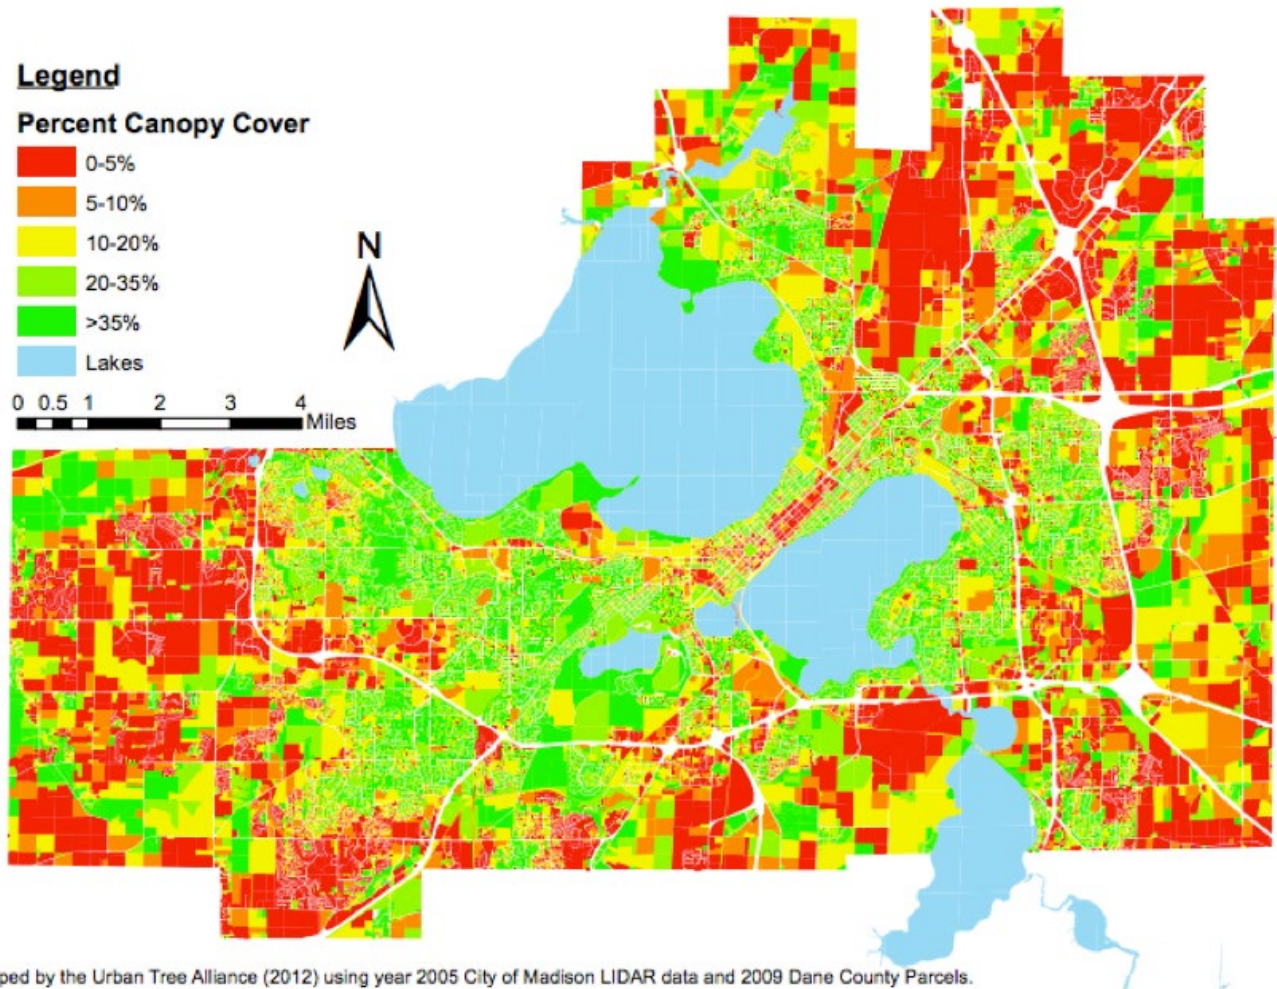 Legend
Percent Canopy Cover
0-5%
5-10%
10-20%
20-35%
>35%
Lakes
N
0 0.5 1 2 3 4
Miles
ped by the Urban Tree Alliance (2012) using year 2005 City of Madison LIDAR data and 2009 Dane County Parcels.